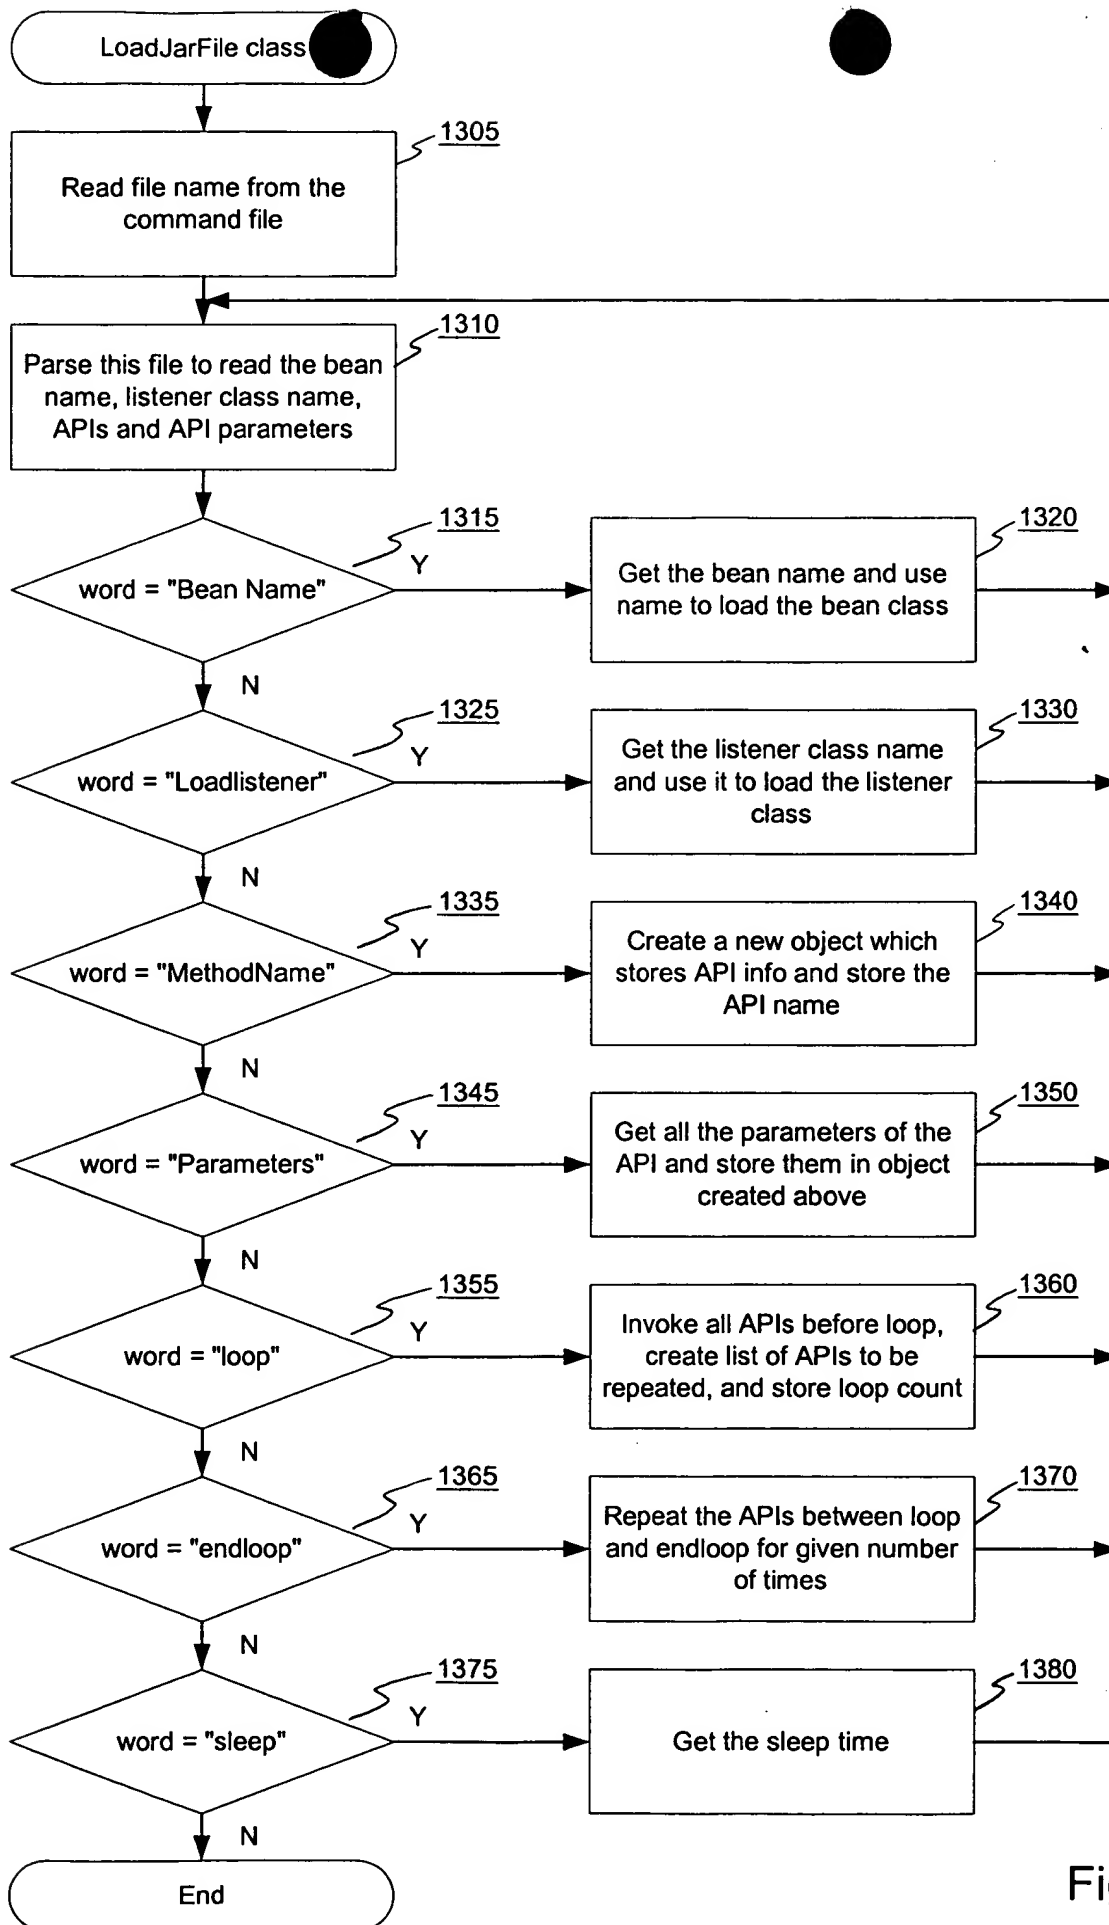 LoadJarFile class
1305
Read file name from the
command file
1310
Parse this file to read the bean
name, listener class name,
APIs and API parameters
1315
word = "Bean Name"
Y
1320
Get the bean name and use
name to load the bean class
N
1325
word = "Loadlistener"
Y
1330
Get the listener class name
and use it to load the listener
class
N
1335
word = "MethodName"
Y
1340
Create a new object which
stores API info and store the
API name
N
1345
word = "Parameters"
Y
1350
Get all the parameters of the
API and store them in object
created above
N
1355
word = "loop"
Y
1360
Invoke all APIs before loop,
create list of APIs to be
repeated, and store loop count
N
1365
word = "endloop"
Y
1370
Repeat the APIs between loop
and endloop for given number
of times
N
1375
word = "sleep"
Y
1380
Get the sleep time
N
End